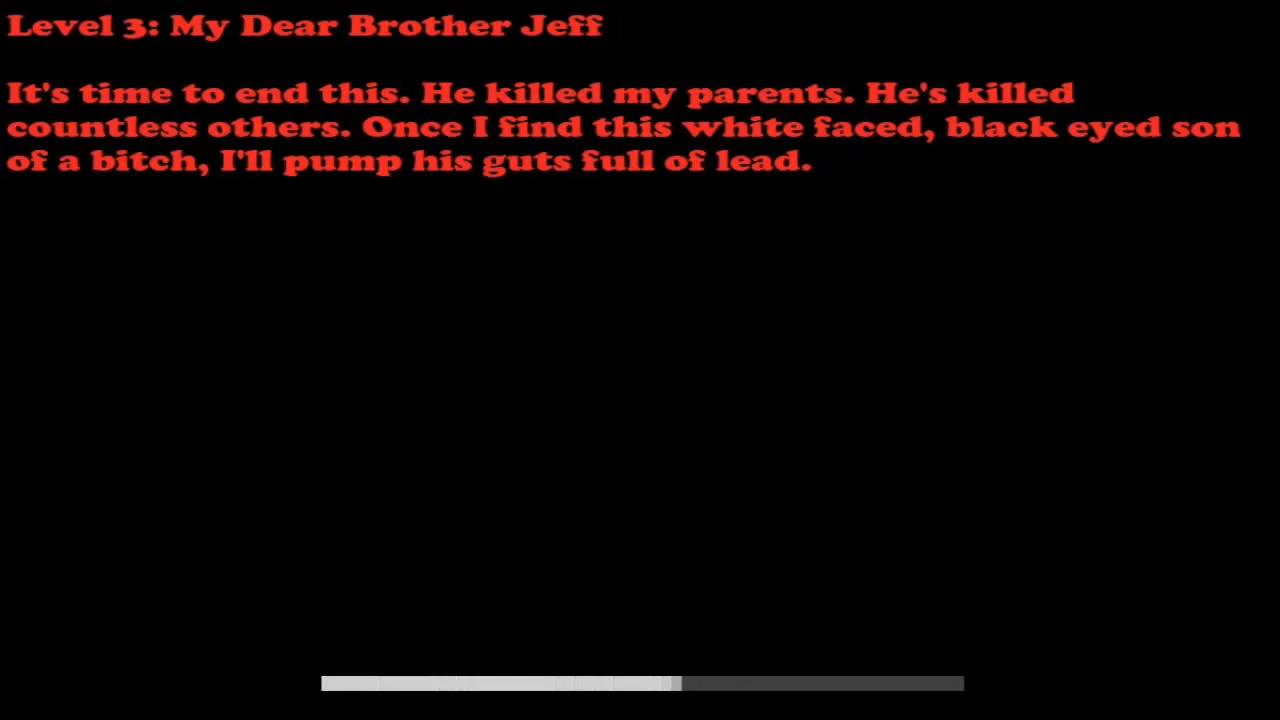 Level 3: My Dear Brother Jeff
It's time to end this. He killed my parents. He's killed
countless others. Once I find this white faced, black eyed son
of a bitch, I'll pump his guts full of lead.